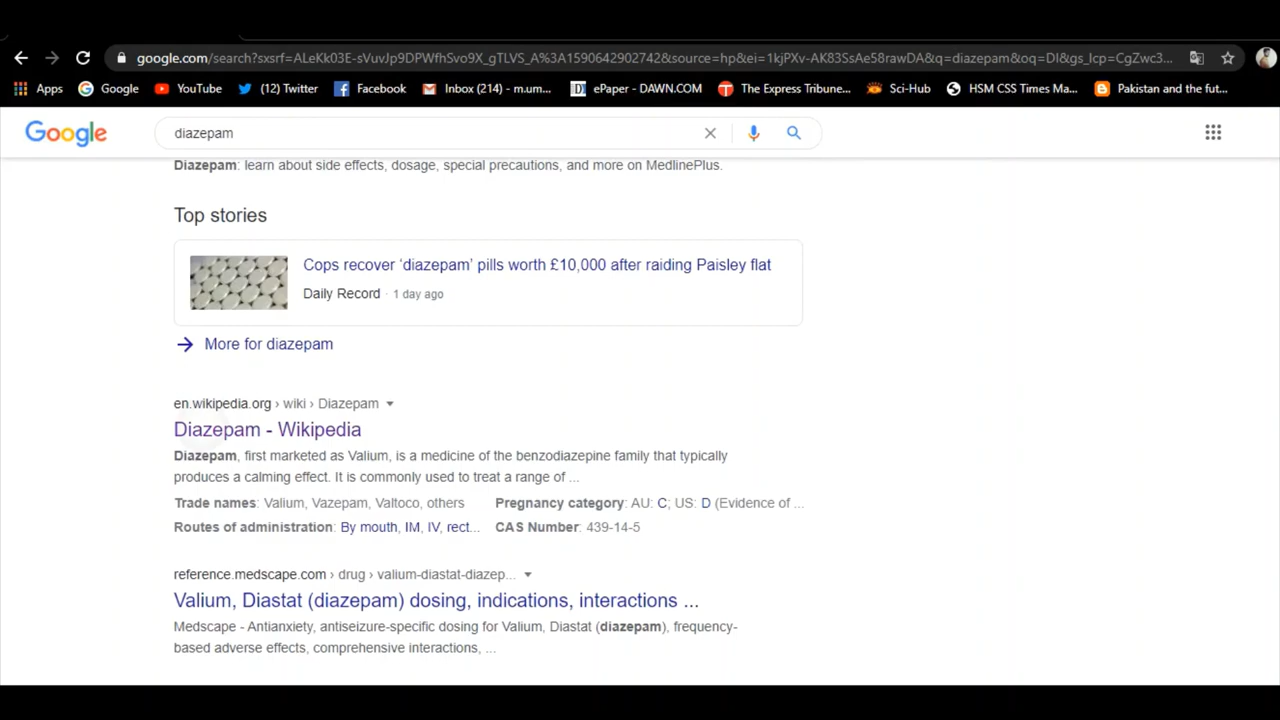 google.com/search?sxsrf=ALeKk03E-sVuvJp9DPWfhSvo9X_gTLVS_A%3A1590642902742&source=hp&ei=1kjPXv-AK83SsAe58rawDA&q=diazepam&oq=DI&gs_lcp=CgZwc3...
Apps Google YouTube (12) Twitter Facebook Inbox (214) - m.um... ePaper - DAWN.COM The Express Tribune... Sci-Hub HSM CSS Times Ma... Pakistan and the fut...
Google diazepam
Diazepam: learn about side effects, dosage, special precautions, and more on MedlinePlus.
Top stories
Cops recover ‘diazepam’ pills worth £10,000 after raiding Paisley flat
Daily Record · 1 day ago
More for diazepam
en.wikipedia.org › wiki › Diazepam
Diazepam - Wikipedia
Diazepam, first marketed as Valium, is a medicine of the benzodiazepine family that typically
produces a calming effect. It is commonly used to treat a range of ...
Trade names: Valium, Vazepam, Valtoco, others Pregnancy category: AU: C; US: D (Evidence of ...
Routes of administration: By mouth, IM, IV, rect... CAS Number: 439-14-5
reference.medscape.com › drug › valium-diastat-diazep...
Valium, Diastat (diazepam) dosing, indications, interactions ...
Medscape - Antianxiety, antiseizure-specific dosing for Valium, Diastat (diazepam), frequency-
based adverse effects, comprehensive interactions, ...